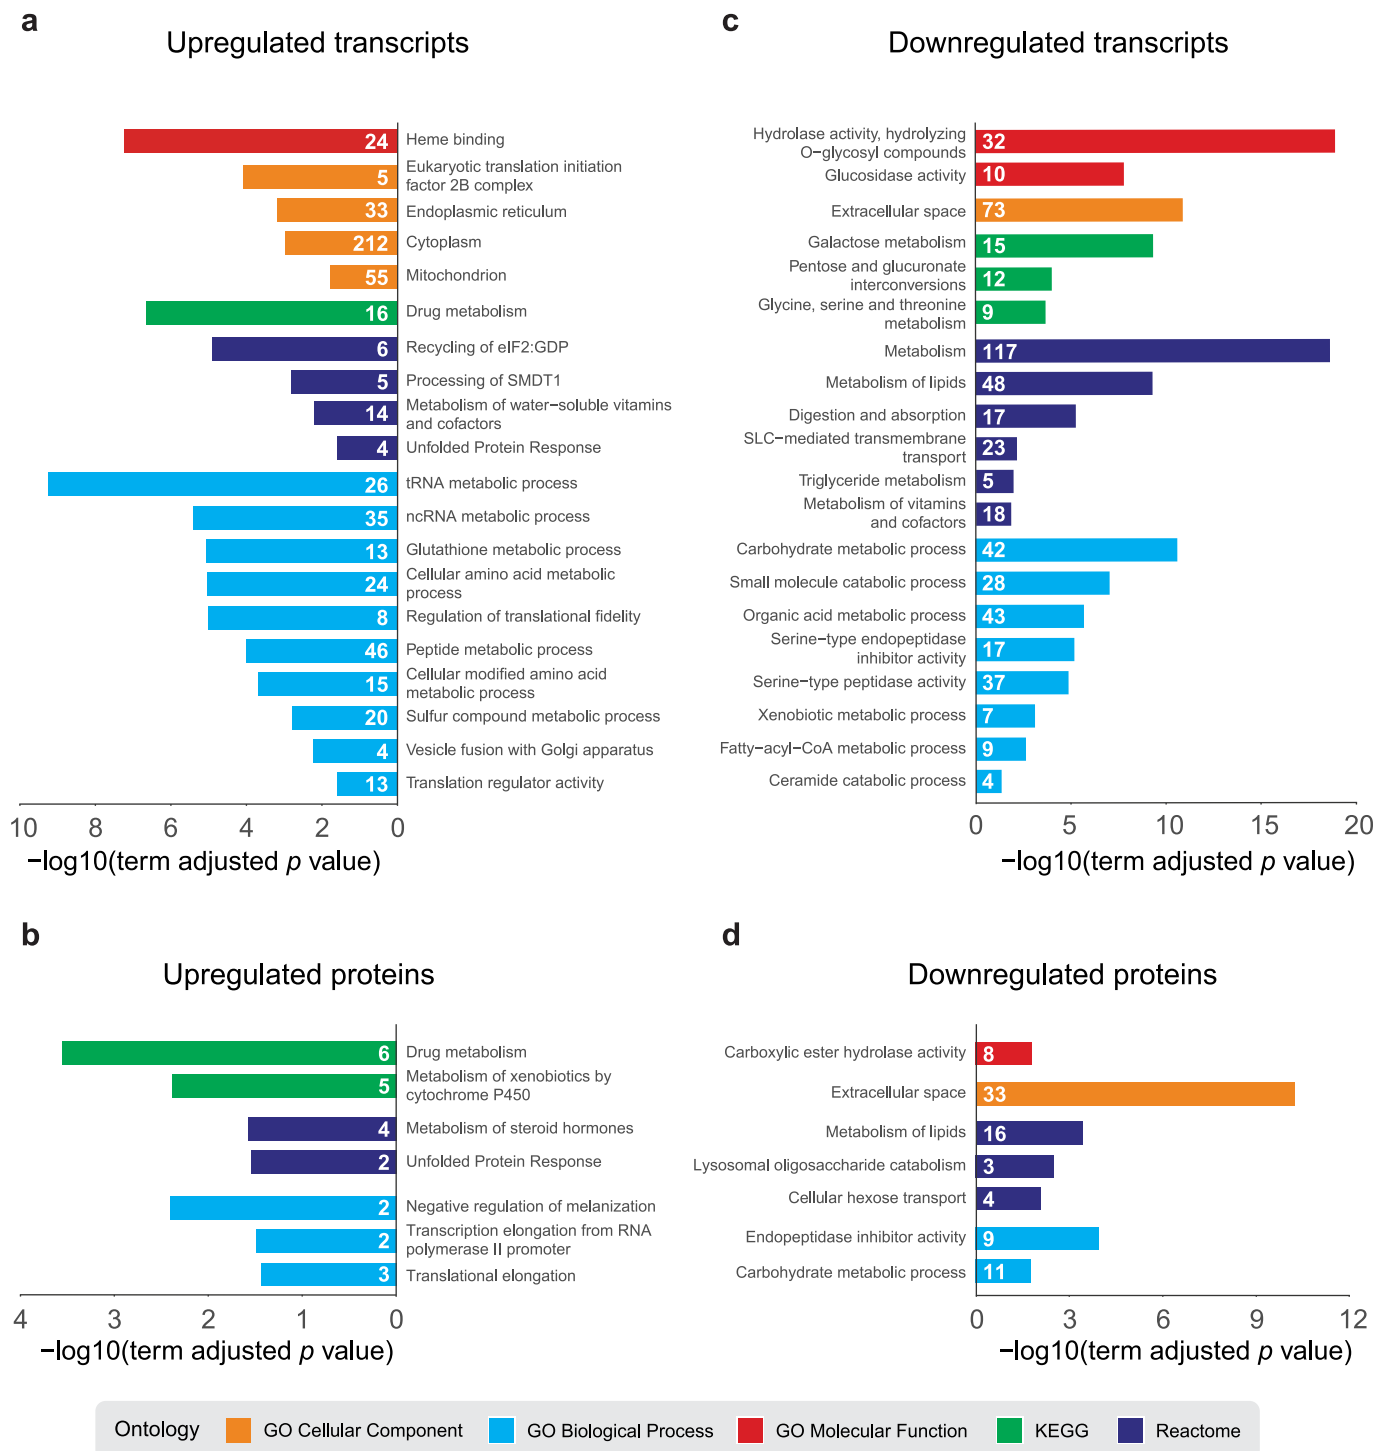 a
Upregulated transcripts
24 Heme binding
5 Eukaryotic translation initiation
factor 2B complex
33 Endoplasmic reticulum
212 Cytoplasm
55 Mitochondrion
16 Drug metabolism
6 Recycling of eIF2:GDP
5 Processing of SMDT1
14 Metabolism of water−soluble vitamins
and cofactors
4 Unfolded Protein Response
26 tRNA metabolic process
35 ncRNA metabolic process
13 Glutathione metabolic process
24 Cellular amino acid metabolic
process
8 Regulation of translational fidelity
46 Peptide metabolic process
15 Cellular modified amino acid
metabolic process
20 Sulfur compound metabolic process
4 Vesicle fusion with Golgi apparatus
13 Translation regulator activity
10 8 6 4 2 0
−log10(term adjusted p value)
c
Downregulated transcripts
Hydrolase activity, hydrolyzing
O−glycosyl compounds 32
Glucosidase activity 10
Extracellular space 73
Galactose metabolism 15
Pentose and glucuronate
interconversions 12
Glycine, serine and threonine
metabolism 9
Metabolism 117
Metabolism of lipids 48
Digestion and absorption 17
SLC−mediated transmembrane
transport 23
Triglyceride metabolism 5
Metabolism of vitamins
and cofactors 18
Carbohydrate metabolic process 42
Small molecule catabolic process 28
Organic acid metabolic process 43
Serine−type endopeptidase
inhibitor activity 17
Serine−type peptidase activity 37
Xenobiotic metabolic process 7
Fatty−acyl−CoA metabolic process 9
Ceramide catabolic process 4
0 5 10 15 20
−log10(term adjusted p value)
b
Upregulated proteins
6 Drug metabolism
5 Metabolism of xenobiotics by
cytochrome P450
4 Metabolism of steroid hormones
2 Unfolded Protein Response
2 Negative regulation of melanization
2 Transcription elongation from RNA
polymerase II promoter
3 Translational elongation
4 3 2 1 0
−log10(term adjusted p value)
d
Downregulated proteins
Carboxylic ester hydrolase activity 8
Extracellular space 33
Metabolism of lipids 16
Lysosomal oligosaccharide catabolism 3
Cellular hexose transport 4
Endopeptidase inhibitor activity 9
Carbohydrate metabolic process 11
0 3 6 9 12
−log10(term adjusted p value)
Ontology GO Cellular Component GO Biological Process GO Molecular Function KEGG Reactome